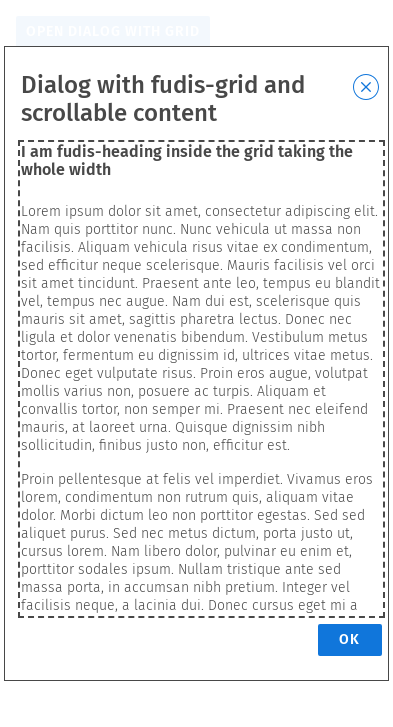 OPEN DIALOG WITH GRID
Dialog with fudis-grid and
scrollable content
I am fudis-heading inside the grid taking the
whole width
Lorem ipsum dolor sit amet, consectetur adipiscing elit.
Nam quis porttitor nunc. Nunc vehicula ut massa non
facilisis. Aliquam vehicula risus vitae ex condimentum,
sed efficitur neque scelerisque. Mauris facilisis vel orci
sit amet tincidunt. Praesent ante leo, tempus eu blandit
vel, tempus nec augue. Nam dui est, scelerisque quis
mauris sit amet, sagittis pharetra lectus. Donec nec
ligula et dolor venenatis bibendum. Vestibulum metus
tortor, fermentum eu dignissim id, ultrices vitae metus.
Donec eget vulputate risus. Proin eros augue, volutpat
mollis varius non, posuere ac turpis. Aliquam et
convallis tortor, non semper mi. Praesent nec eleifend
mauris, at laoreet urna. Quisque dignissim nibh
sollicitudin, finibus justo non, efficitur est.
Proin pellentesque at felis vel imperdiet. Vivamus eros
lorem, condimentum non rutrum quis, aliquam vitae
dolor. Morbi dictum leo non porttitor egestas. Sed sed
aliquet purus. Sed nec metus dictum, porta justo ut,
cursus lorem. Nam libero dolor, pulvinar eu enim et,
porttitor sodales ipsum. Nullam tristique ante sed
massa porta, in accumsan nibh pretium. Integer vel
facilisis neque, a lacinia dui. Donec cursus eget mi a
OK